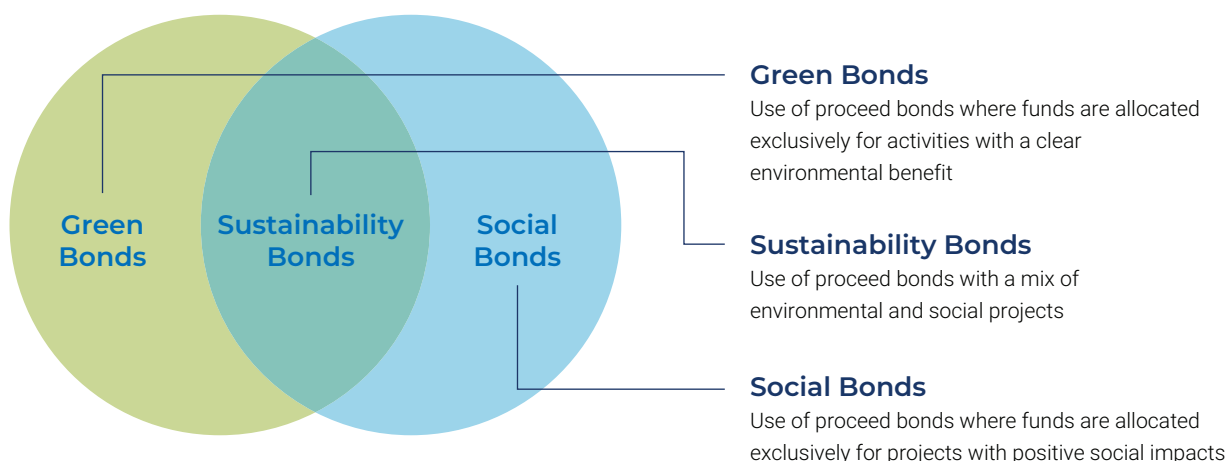 Green
Bonds
Sustainability
Bonds
Social
Bonds
Green Bonds
Use of proceed bonds where funds are allocated
exclusively for activities with a clear
environmental benefit
Sustainability Bonds
Use of proceed bonds with a mix of
environmental and social projects
Social Bonds
Use of proceed bonds where funds are allocated
exclusively for projects with positive social impacts